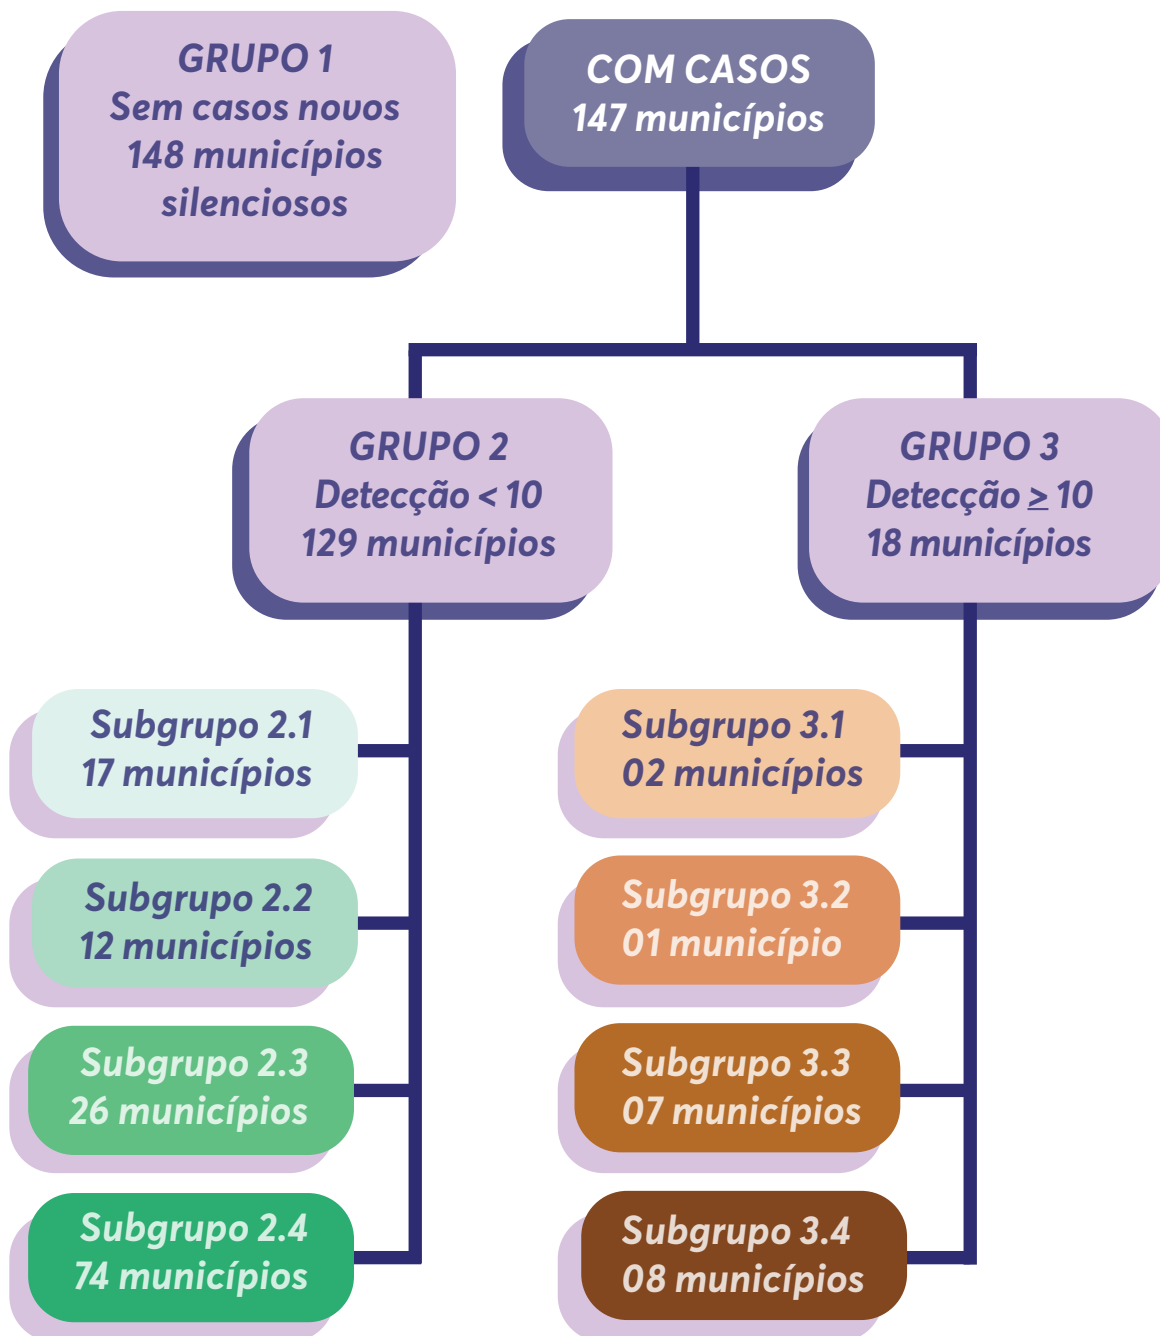 GRUPO 1
Sem casos novos
148 municípios
silenciosos
COM CASOS
147 municípios
GRUPO 2
Detecção < 10
129 municípios
GRUPO 3
Detecção ≥ 10
18 municípios
Subgrupo 2.1
17 municípios
Subgrupo 2.2
12 municípios
Subgrupo 2.3
26 municípios
Subgrupo 2.4
74 municípios
Subgrupo 3.1
02 municípios
Subgrupo 3.2
01 município
Subgrupo 3.3
07 municípios
Subgrupo 3.4
08 municípios